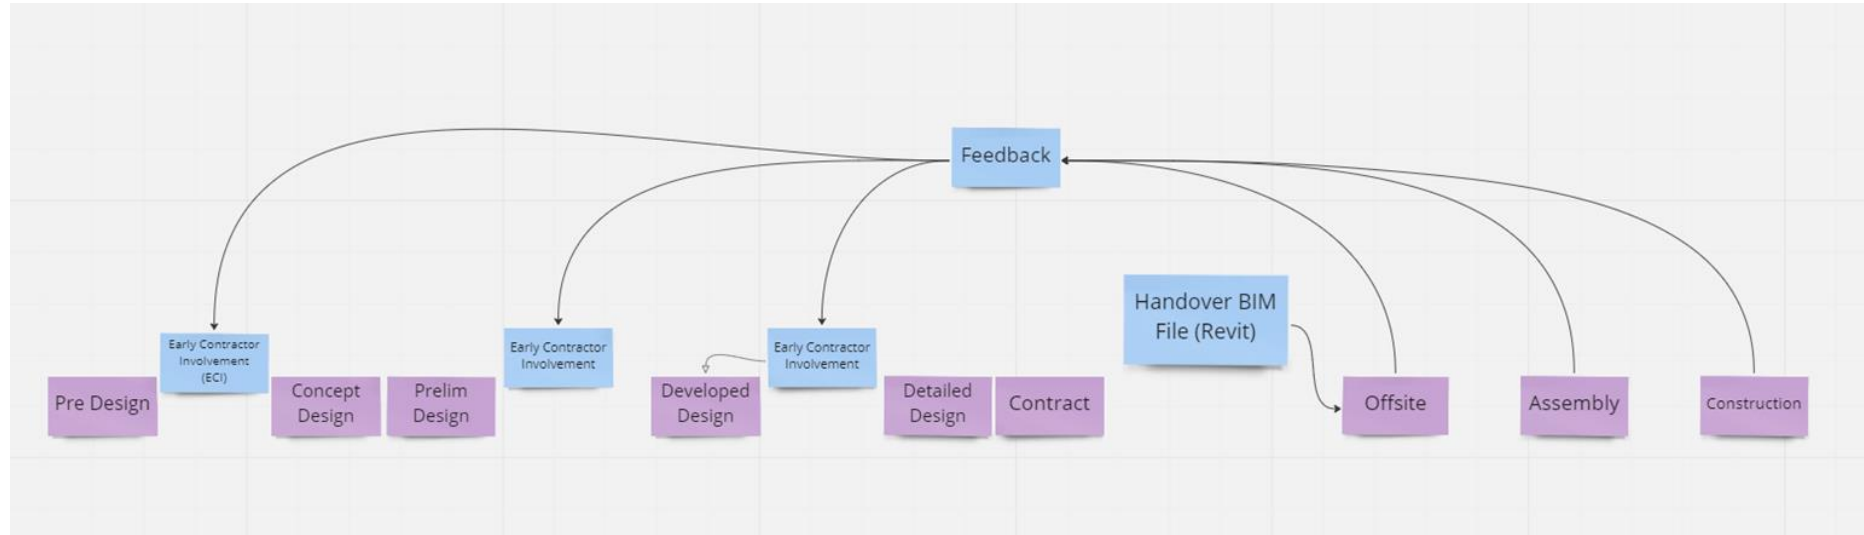 Feedback
Handover BIM
File (Revit)
Early Contractor
Involvement
(ECI)
Early Contractor
Involvement
Early Contractor
Involvement
Pre Design
Concept
Design
Prelim
Design
Developed
Design
Detailed
Design
Contract
Offsite
Assembly
Construction